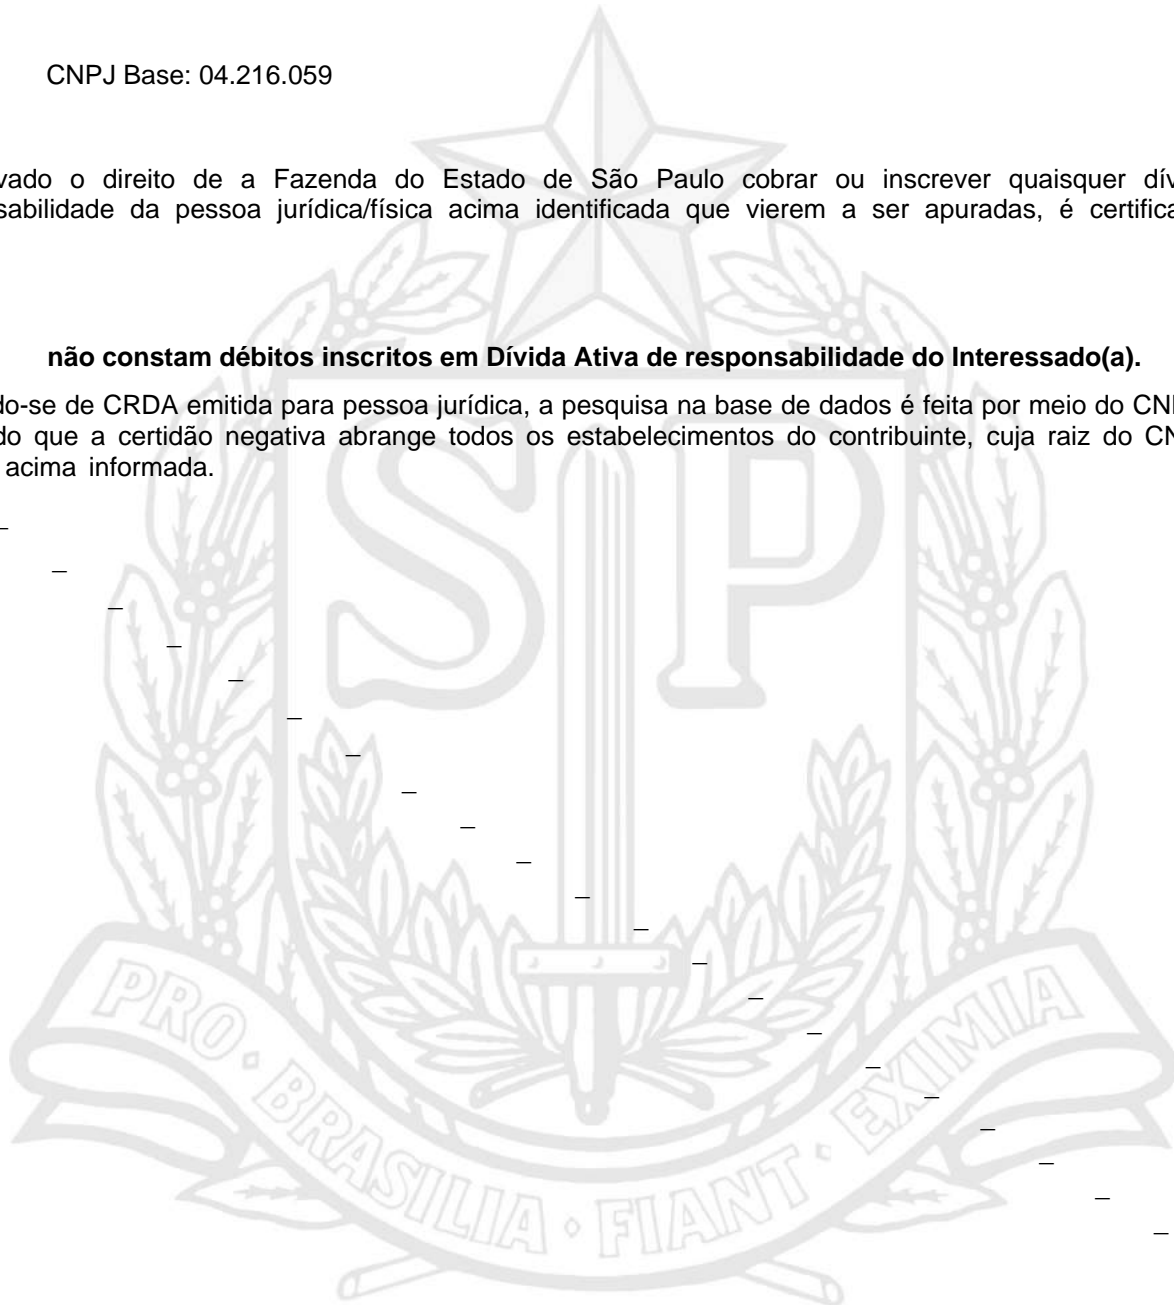 CNPJ Base: 04.216.059
vado o direito de a Fazenda do Estado de São Paulo cobrar ou inscrever quaisquer dív
sabilidade da pessoa jurídica/física acima identificada que vierem a ser apuradas, é certifica
não constam débitos inscritos em Dívida Ativa de responsabilidade do Interessado(a).
do-se de CRDA emitida para pessoa jurídica, a pesquisa na base de dados é feita por meio do CN
do que a certidão negativa abrange todos os estabelecimentos do contribuinte, cuja raiz do CN
acima informada.
SP
PRO · BRASILIA · FIANT · EXIMIA